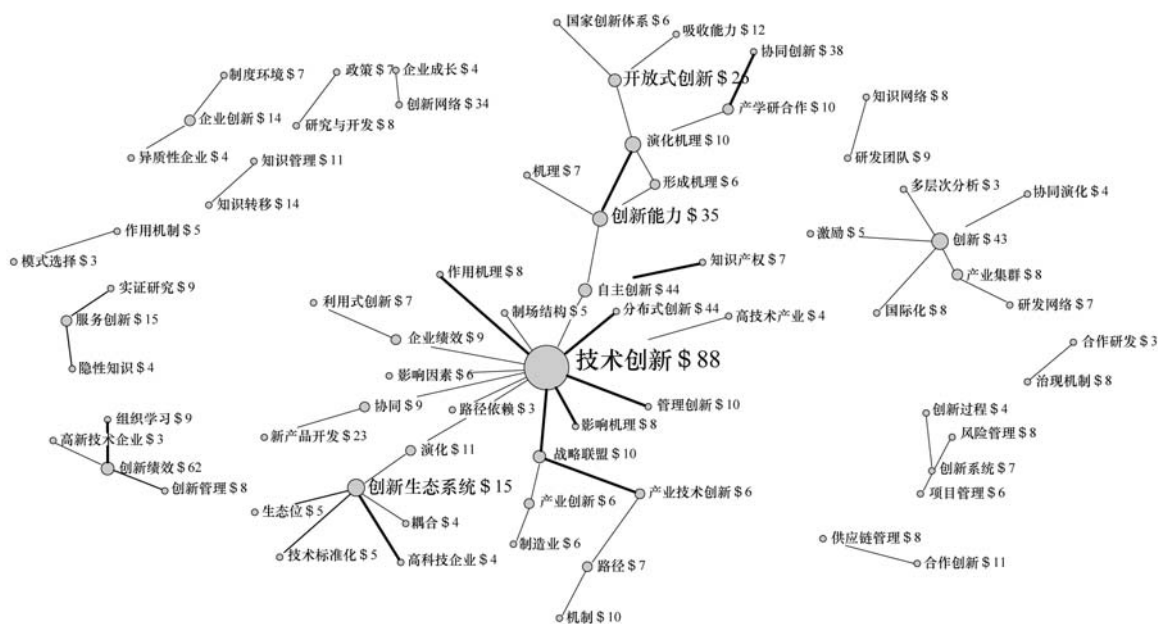 国家创新体系 $ 6
吸收能力 $ 12
协同创新 $ 38
制度环境 $ 7
政策 $ 7
企业成长 $ 4
开放式创新 $ 26
创新网络 $ 34
产学研合作 $ 10
知识网络 $ 8
企业创新 $ 14
研究与开发 $ 8
演化机理 $ 10
异质性企业 $ 4
知识管理 $ 11
研发团队 $ 9
机理 $ 7
形成机理 $ 6
多层次分析 $ 3
协同演化 $ 4
知识转移 $ 14
创新能力 $ 35
作用机制 $ 5
激励 $ 5
创新 $ 43
模式选择 $ 3
作用机理 $ 8
知识产权 $ 7
产业集群 $ 8
实证研究 $ 9
自主创新 $ 44
利用式创新 $ 7
制场结构 $ 5
分布式创新 $ 44
高技术产业 $ 4
国际化 $ 8
研发网络 $ 7
服务创新 $ 15
企业绩效 $ 9
技术创新 $ 88
合作研发 $ 3
隐性知识 $ 4
影响因素 $ 6
治现机制 $ 8
协同 $ 9
路径依赖 $ 3
管理创新 $ 10
组织学习 $ 9
影响机理 $ 8
创新过程 $ 4
高新技术企业 $ 3
新产品开发 $ 23
风险管理 $ 8
演化 $ 11
战略联盟 $ 10
创新绩效 $ 62
创新系统 $ 7
创新管理 $ 8
创新生态系统 $ 15
产业技术创新 $ 6
项目管理 $ 6
生态位 $ 5
产业创新 $ 6
耦合 $ 4
供应链管理 $ 8
制造业 $ 6
技术标准化 $ 5
高科技企业 $ 4
合作创新 $ 11
路径 $ 7
机制 $ 10